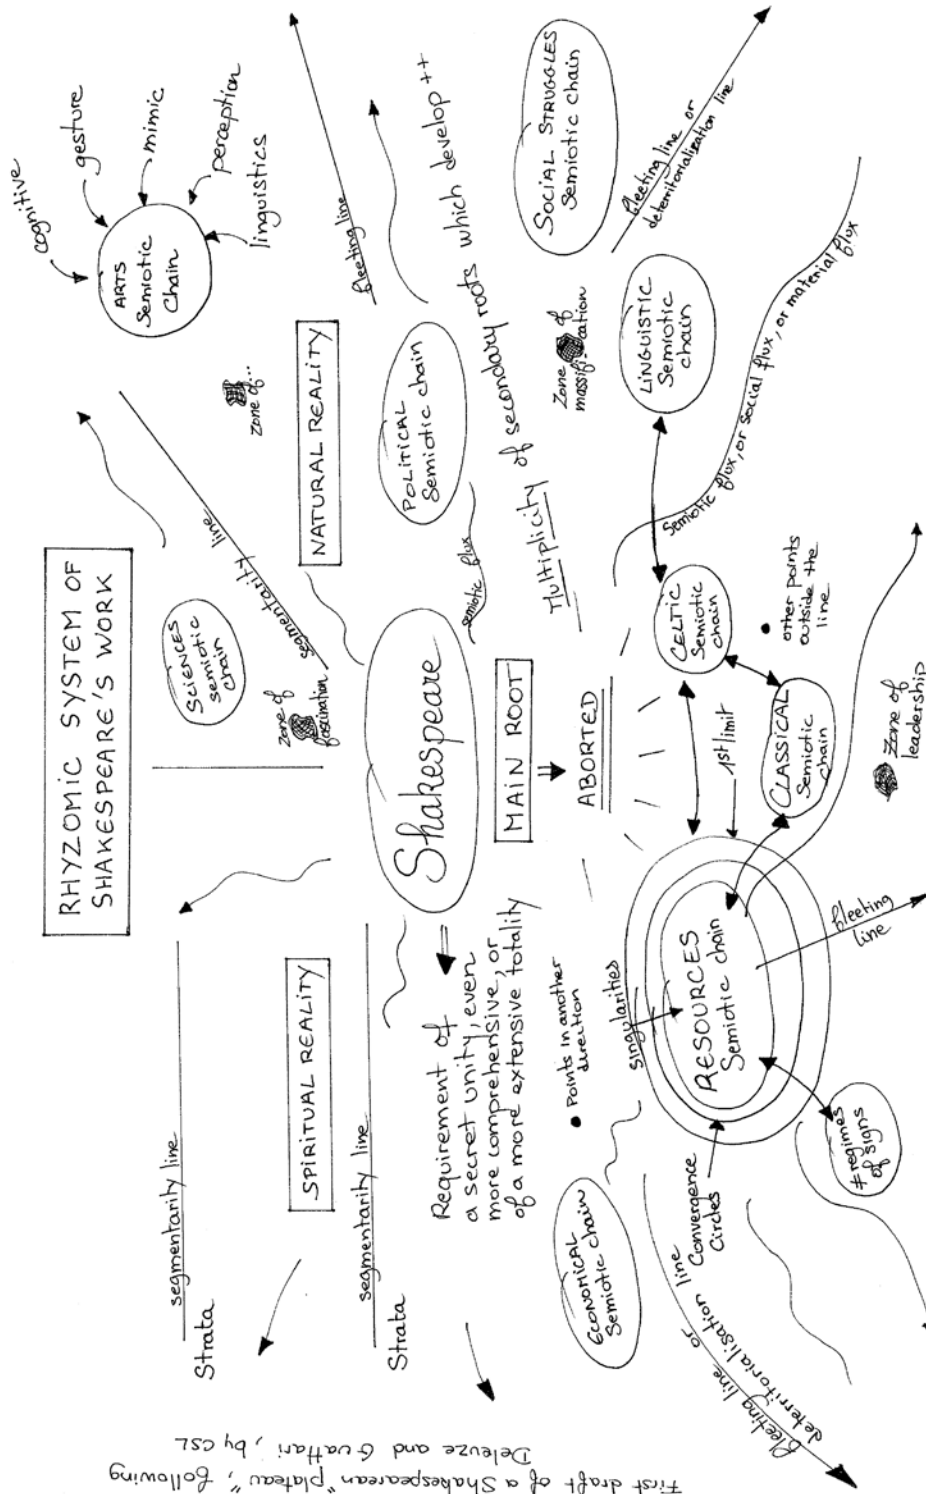 RHYZOMIC SYSTEM OF
SHAKESPEARE'S WORK
segmentarity line
Strata
SPIRITUAL REALITY
segmentarity line
Strata
SCIENCES
semiotic
chain
segmentarity line
Zone of
fascination
ARTS
Semiotic
Chain
cognitive
gesture
mimic
perception
linguistics
Zone of...
NATURAL REALITY
fleeting line
Shakespeare
POLITICAL
Semiotic chain
semiotic flux
Requirement of
a secret unity, even
more comprehensive, or
of a more extensive totality
MAIN ROOT
ABORTED
Multiplicity of secondary roots which develop ++
Zone of
massification
SOCIAL STRUGGLES
Semiotic chain
fleeting line or
deterritorialization line
LINGUISTIC
Semiotic
chain
Points in another
direction
singularities
ECONOMICAL
Semiotic chain
RESOURCES
Semiotic chain
1st limit
CELTIC
Semiotic
chain
Semiotic flux, or social flux, or material flux
other points
outside the
line
CLASSICAL
Semiotic
chain
Convergence
Circles
≠ regimes
of signs
fleeting
line
Zone of
leadership
fleeting line or
deterritorialisation line
First draft of a Shakespearean "plateau", following
Deleuze and Guattari, by CSL